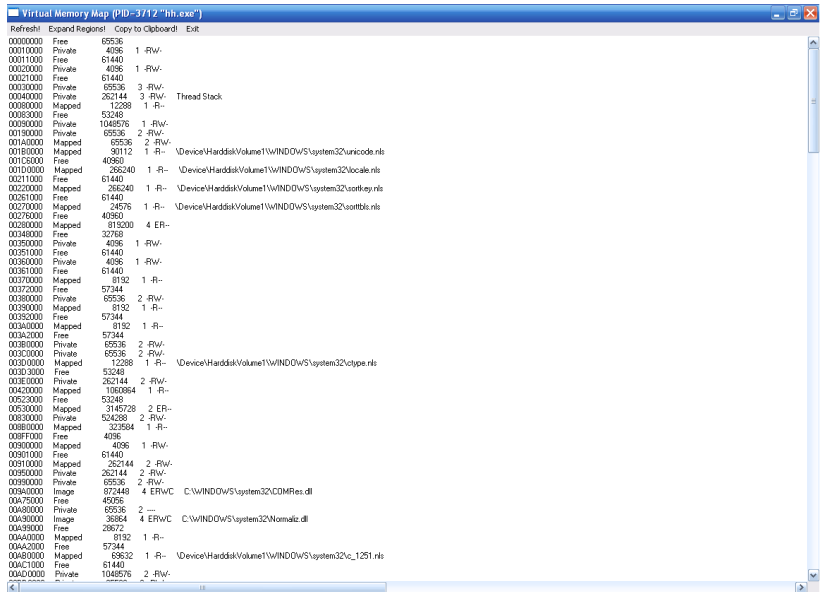 Virtual Memory Map (PID-3712 "hh.exe")
Refresh! Expand Regions! Copy to Clipboard! Exit
00000000 Free 65536
00010000 Private 4096 1 -RW-
00011000 Free 61440
00020000 Private 4096 1 -RW-
00021000 Free 61440
00030000 Private 65536 3 -RW-
00040000 Private 262144 3 -RW- Thread Stack
00080000 Mapped 12288 1 -R--
00083000 Free 53248
00090000 Private 1048576 1 -RW-
00190000 Private 65536 2 -RW-
001A0000 Mapped 65536 2 -RW-
001B0000 Mapped 90112 1 -R-- \Device\HarddiskVolume1\WINDOWS\system32\unicode.nls
001C6000 Free 40960
001D0000 Mapped 266240 1 -R-- \Device\HarddiskVolume1\WINDOWS\system32\locale.nls
00211000 Free 61440
00220000 Mapped 266240 1 -R-- \Device\HarddiskVolume1\WINDOWS\system32\sortkey.nls
00261000 Free 61440
00270000 Mapped 24576 1 -R-- \Device\HarddiskVolume1\WINDOWS\system32\sorttbls.nls
00276000 Free 40960
00280000 Mapped 819200 4 ER--
00348000 Free 32768
00350000 Private 4096 1 -RW-
00351000 Free 61440
00360000 Private 4096 1 -RW-
00361000 Free 61440
00370000 Mapped 8192 1 -R--
00372000 Free 57344
00380000 Private 65536 2 -RW-
00390000 Mapped 8192 1 -R--
00392000 Free 57344
003A0000 Mapped 8192 1 -R--
003A2000 Free 57344
003B0000 Private 65536 2 -RW-
003C0000 Private 65536 2 -RW-
003D0000 Mapped 12288 1 -R-- \Device\HarddiskVolume1\WINDOWS\system32\ctype.nls
003D3000 Free 53248
003E0000 Private 262144 2 -RW-
00420000 Mapped 1060864 1 -R--
00523000 Free 53248
00530000 Mapped 3145728 2 ER--
00830000 Private 524288 2 -RW-
008B0000 Mapped 323584 1 -R--
008FF000 Free 4096
00900000 Mapped 4096 1 -RW-
00901000 Free 61440
00910000 Mapped 262144 2 -RW-
00950000 Private 262144 2 -RW-
00990000 Private 65536 2 -RW-
009A0000 Image 872448 4 ERWC C:\WINDOWS\system32\COMRes.dll
00A75000 Free 45056
00A80000 Private 65536 2 ----
00A90000 Image 36864 4 ERWC C:\WINDOWS\system32\Normaliz.dll
00A99000 Free 28672
00AA0000 Mapped 8192 1 -R--
00AA2000 Free 57344
00AB0000 Mapped 69632 1 -R-- \Device\HarddiskVolume1\WINDOWS\system32\c_1251.nls
00AC1000 Free 61440
00AD0000 Private 1048576 2 -RW-